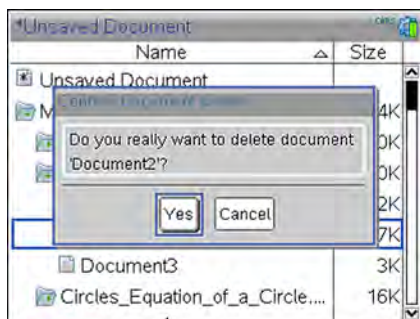 *Unsaved Document
Name Size
Unsaved Document
M 4K
0K
0K
Do you really want to delete document
'Document2'?
2K
Yes Cancel
7K
Document3 3K
Circles_Equation_of_a_Circle.... 16K